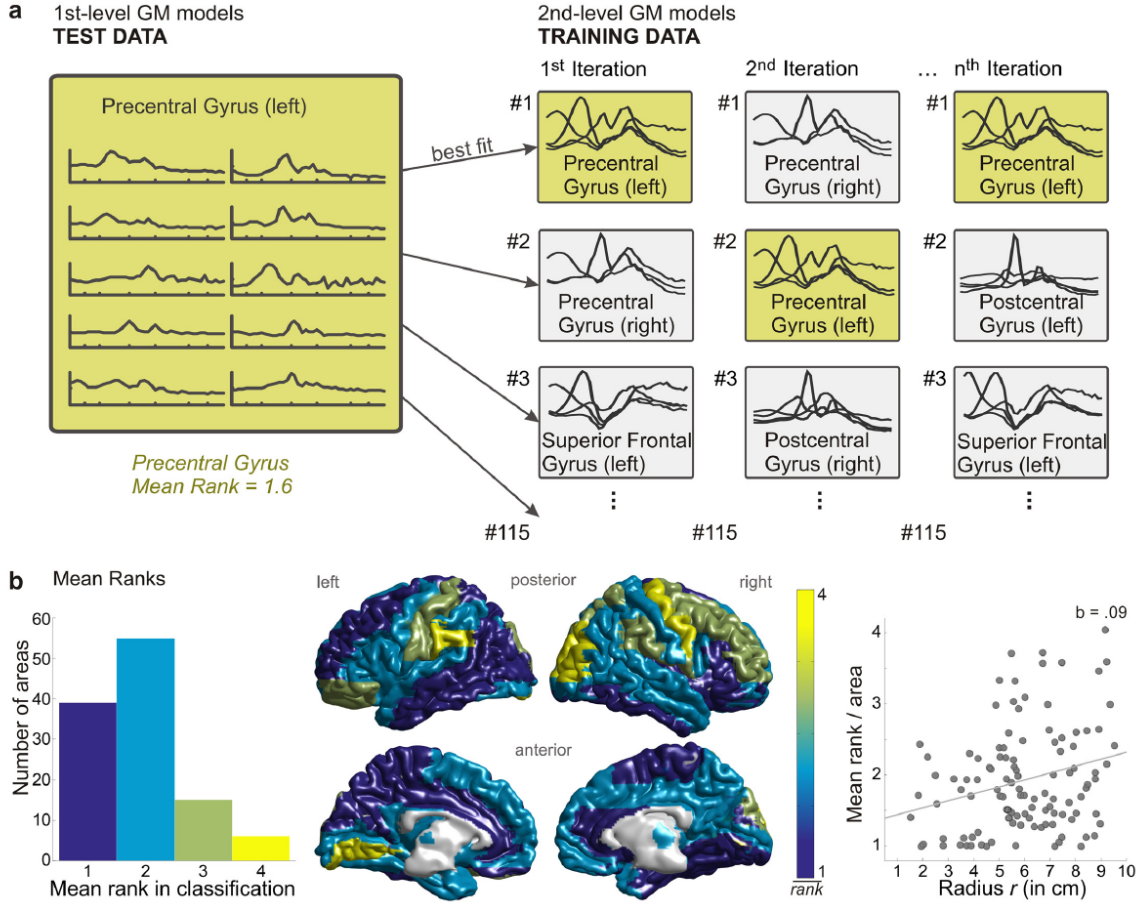 a
1st-level GM models
TEST DATA
2nd-level GM models
TRAINING DATA
1st Iteration
2nd Iteration
... nth Iteration
Precentral Gyrus (left)
best fit
#1
Precentral
Gyrus (left)
#1
Precentral
Gyrus (right)
#1
Precentral
Gyrus (left)
#2
Precentral
Gyrus (right)
#2
Precentral
Gyrus (left)
#2
Postcentral
Gyrus (left)
#3
Superior Frontal
Gyrus (left)
#3
Postcentral
Gyrus (right)
#3
Superior Frontal
Gyrus (left)
Precentral Gyrus
Mean Rank = 1.6
#115
#115
#115
b
Mean Ranks
60
50
40
30
20
10
0
Number of areas
1 2 3 4
Mean rank in classification
left
posterior
right
anterior
4
1
rank
b = .09
4
3
2
1
Mean rank / area
1 2 3 4 5 6 7 8 9 10
Radius r (in cm)